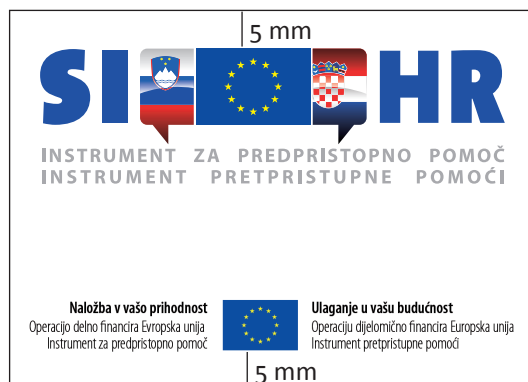 5 mm
SI HR
INSTRUMENT ZA PREDPRISTOPNO POMOČ
INSTRUMENT PRETPRISTUPNE POMOĆI
Naložba v vašo prihodnost
Operacijo delno financira Evropska unija
Instrument za predpristopno pomoč
Ulaganje u vašu budućnost
Operaciju dijelomično financira Europska unija
Instrument pretpristupne pomoći
5 mm